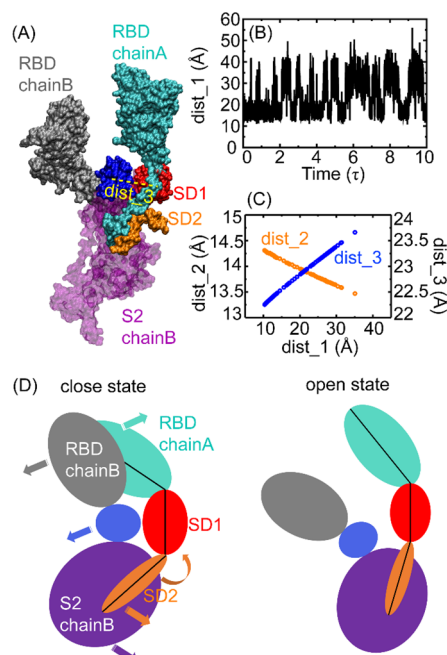 (A)
RBD
chainA
RBD
chainB
dist_3
SD1
SD2
S2
chainB
(B)
dist_1 (Å)
60
50
40
30
20
10
0
0 2 4 6 8 10
Time (τ)
(C)
dist_2 (Å)
15
14.5
14
13.5
13
dist_2
dist_3
24
23.5
23
22.5
22
dist_3 (Å)
0 10 20 30 40
dist_1 (Å)
(D)
close state
open state
RBD
chainA
RBD
chainB
SD1
S2
chainB
SD2